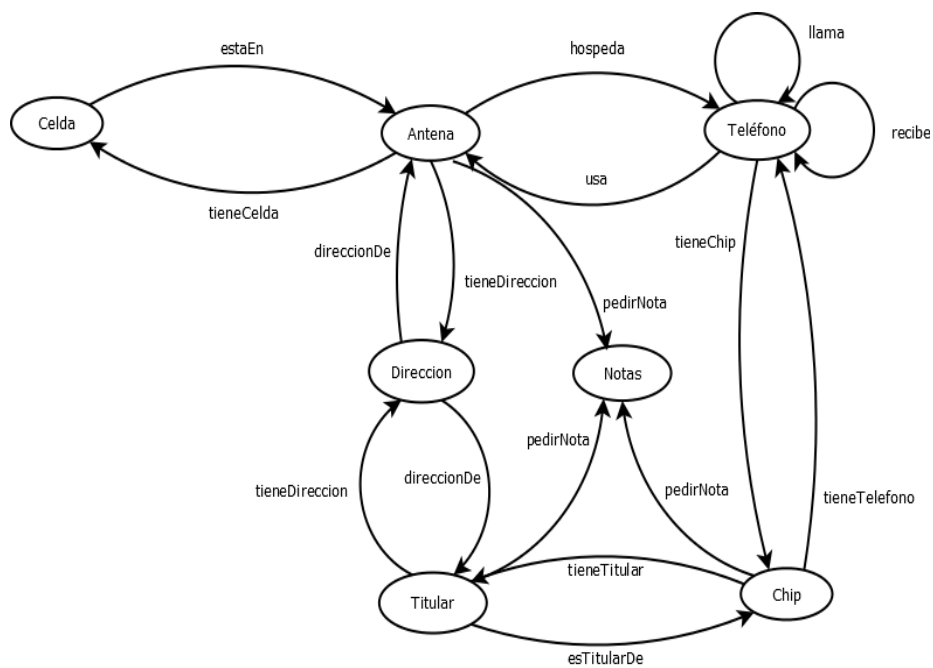 llama
estaEn
hospeda
Celda
Antena
Teléfono
recibe
usa
tieneCelda
direccionDe
tieneChip
tieneDireccion
pedirNota
Direccion
Notas
pedirNota
direccionDe
tieneDireccion
pedirNota
tieneTelefono
tieneTitular
Titular
Chip
esTitularDe